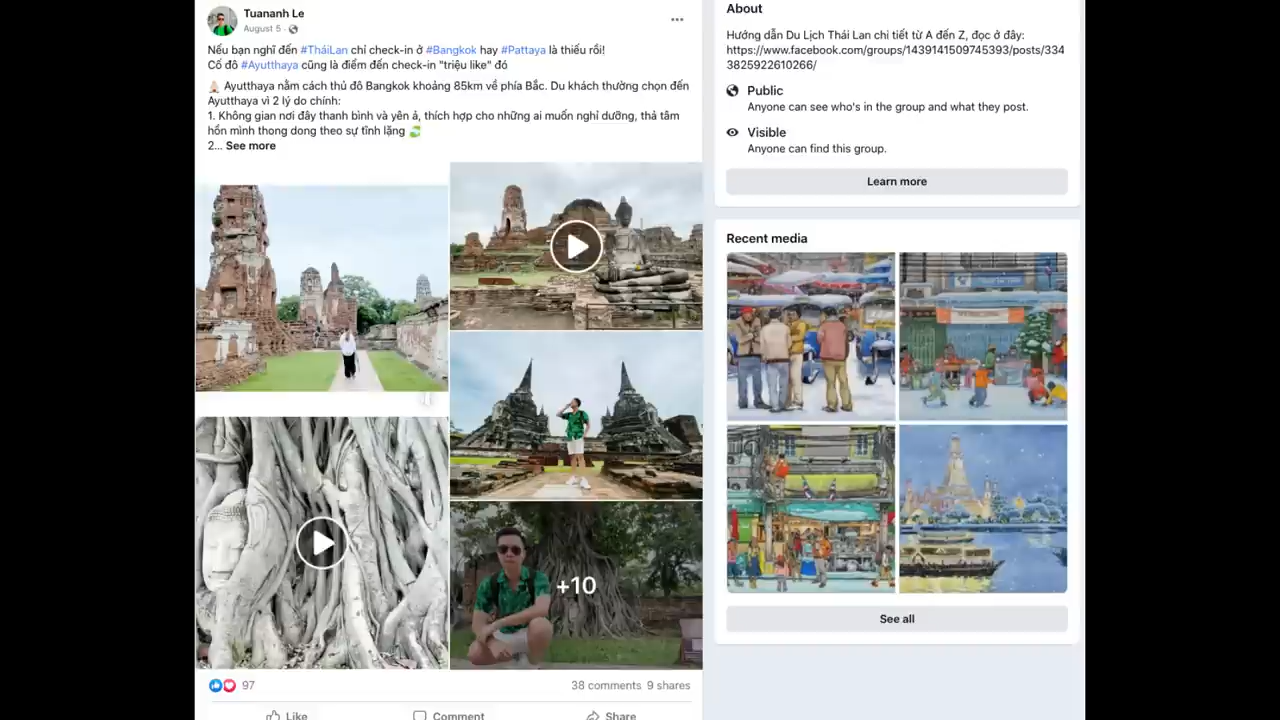 Tuananh Le
August 5 ·
Nếu bạn nghĩ đến #TháiLan chỉ check-in ở #Bangkok hay #Pattaya là thiếu rồi!
Cố đô #Ayutthaya cũng là điểm đến check-in "triệu like" đó
Ayutthaya nằm cách thủ đô Bangkok khoảng 85km về phía Bắc. Du khách thường chọn đến
Ayutthaya vì 2 lý do chính:
1. Không gian nơi đây thanh bình và yên ả, thích hợp cho những ai muốn nghỉ dưỡng, thả tâm
hồn mình thong dong theo sự tĩnh lặng
2... See more
+10
97
38 comments 9 shares
Like
Comment
Share
About
Hướng dẫn Du Lịch Thái Lan chi tiết từ A đến Z, đọc ở đây:
https://www.facebook.com/groups/1439141509745393/posts/334
3825922610266/
Public
Anyone can see who's in the group and what they post.
Visible
Anyone can find this group.
Learn more
Recent media
See all